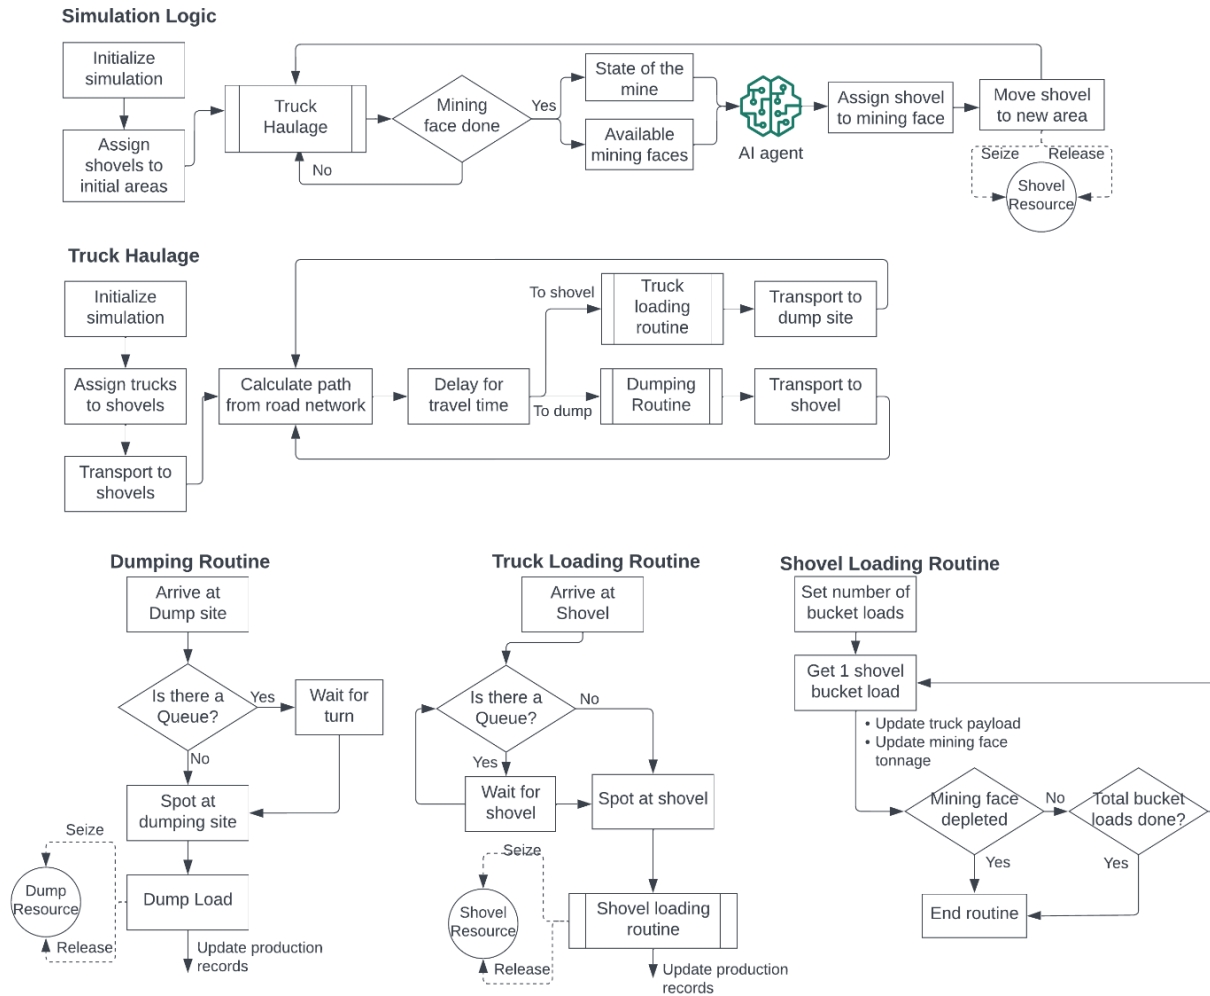 Simulation Logic
Initialize
simulation
Assign
shovels to
initial areas
Truck
Haulage
Mining
face done
Yes
No
State of the
mine
Available
mining faces
AI agent
Assign shovel
to mining face
Move shovel
to new area
Seize
Release
Shovel
Resource
Truck Haulage
Initialize
simulation
Assign trucks
to shovels
Transport to
shovels
Calculate path
from road network
Delay for
travel time
To shovel
To dump
Truck
loading
routine
Transport to
dump site
Dumping
Routine
Transport to
shovel
Dumping Routine
Arrive at
Dump site
Is there a
Queue?
Yes
Wait for
turn
No
Spot at
dumping site
Seize
Dump
Resource
Release
Dump Load
Update production
records
Truck Loading Routine
Arrive at
Shovel
Is there a
Queue?
No
Yes
Wait for
shovel
Spot at shovel
Seize
Shovel
Resource
Release
Shovel loading
routine
Update production
records
Shovel Loading Routine
Set number of
bucket loads
Get 1 shovel
bucket load
• Update truck payload
• Update mining face
tonnage
Mining face
depleted
No
Total bucket
loads done?
Yes
Yes
End routine